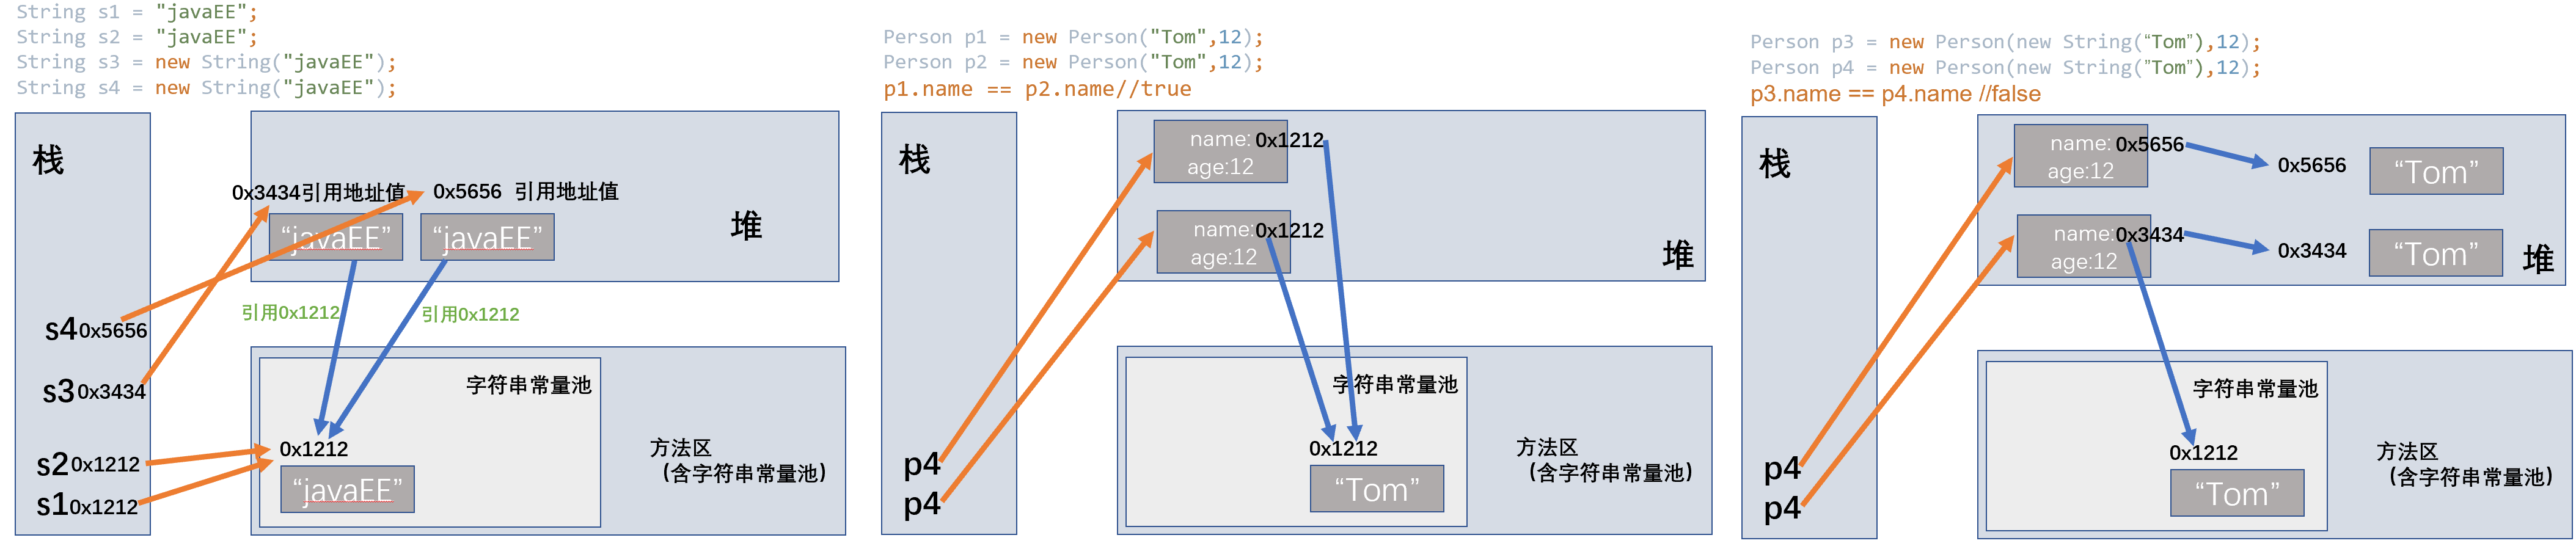 String s1 = "javaEE";
String s2 = "javaEE";
String s3 = new String("javaEE");
String s4 = new String("javaEE");
栈
0x3434引用地址值
0x5656 引用地址值
“javaEE”
“javaEE”
堆
引用0x1212
引用0x1212
s40x5656
s30x3434
s20x1212
s10x1212
字符串常量池
0x1212
“javaEE”
方法区
（含字符串常量池）
Person p1 = new Person("Tom",12);
Person p2 = new Person("Tom",12);
p1.name == p2.name//true
栈
name: 0x1212
age:12
name:0x1212
age:12
堆
p4
p4
字符串常量池
0x1212
“Tom”
方法区
（含字符串常量池）
Person p3 = new Person(new String(“Tom”),12);
Person p4 = new Person(new String(“Tom”),12);
p3.name == p4.name //false
栈
name: 0x5656
age:12
0x5656
“Tom”
name:0x3434
age:12
0x3434
“Tom”
堆
p4
p4
字符串常量池
0x1212
“Tom”
方法区
（含字符串常量池）